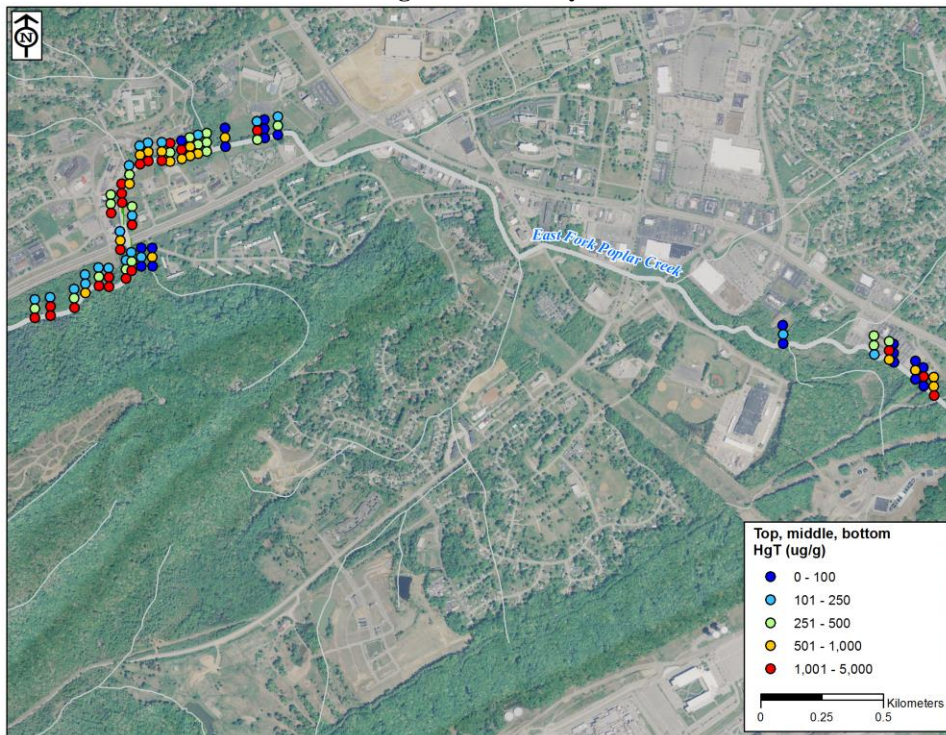 N
East Fork Poplar Creek
Top, middle, bottom
HgT (ug/g)
0 - 100
101 - 250
251 - 500
501 - 1,000
1,001 - 5,000
Kilometers
0 0.25 0.5